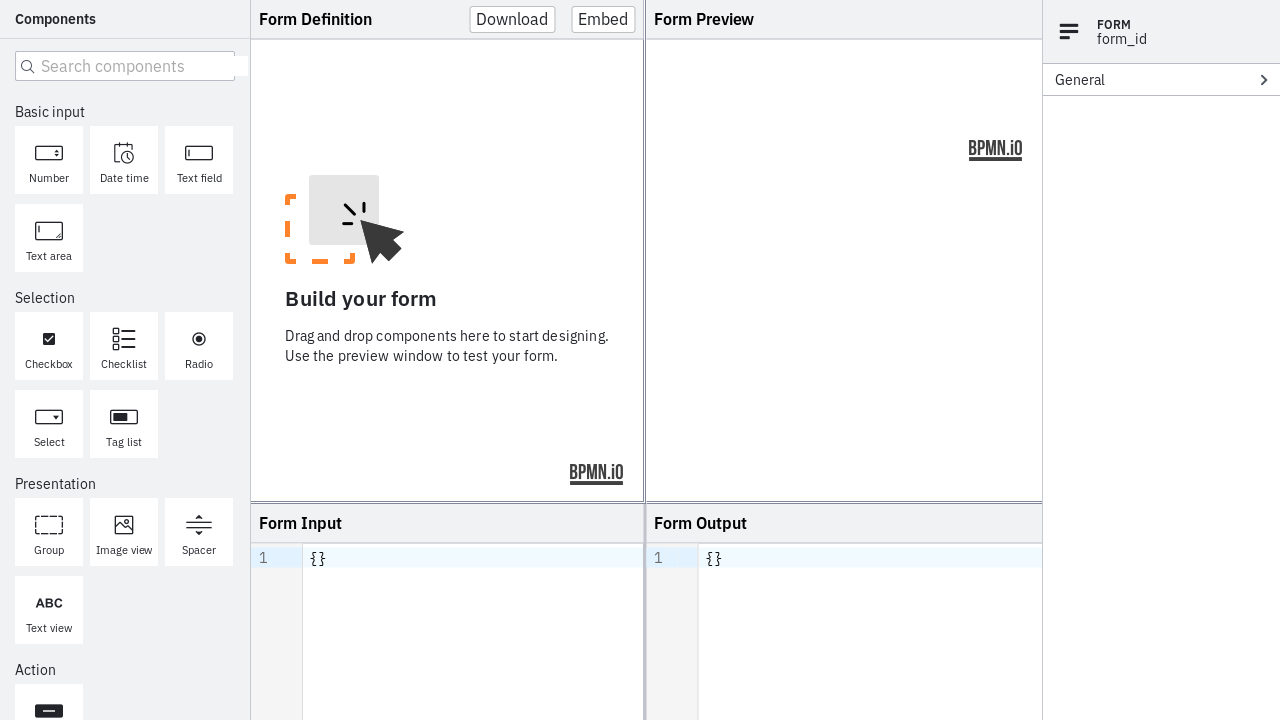 Components
Search components
Basic input
Number
Date time
Text field
Text area
Selection
Checkbox
Checklist
Radio
Select
Tag list
Presentation
Group
Image view
Spacer
ABC
Text view
Action
Form Definition
Download
Embed
Build your form
Drag and drop components here to start designing.
Use the preview window to test your form.
BPMN.iO
Form Preview
BPMN.iO
Form Input
1
{}
Form Output
1
{}
FORM
form_id
General